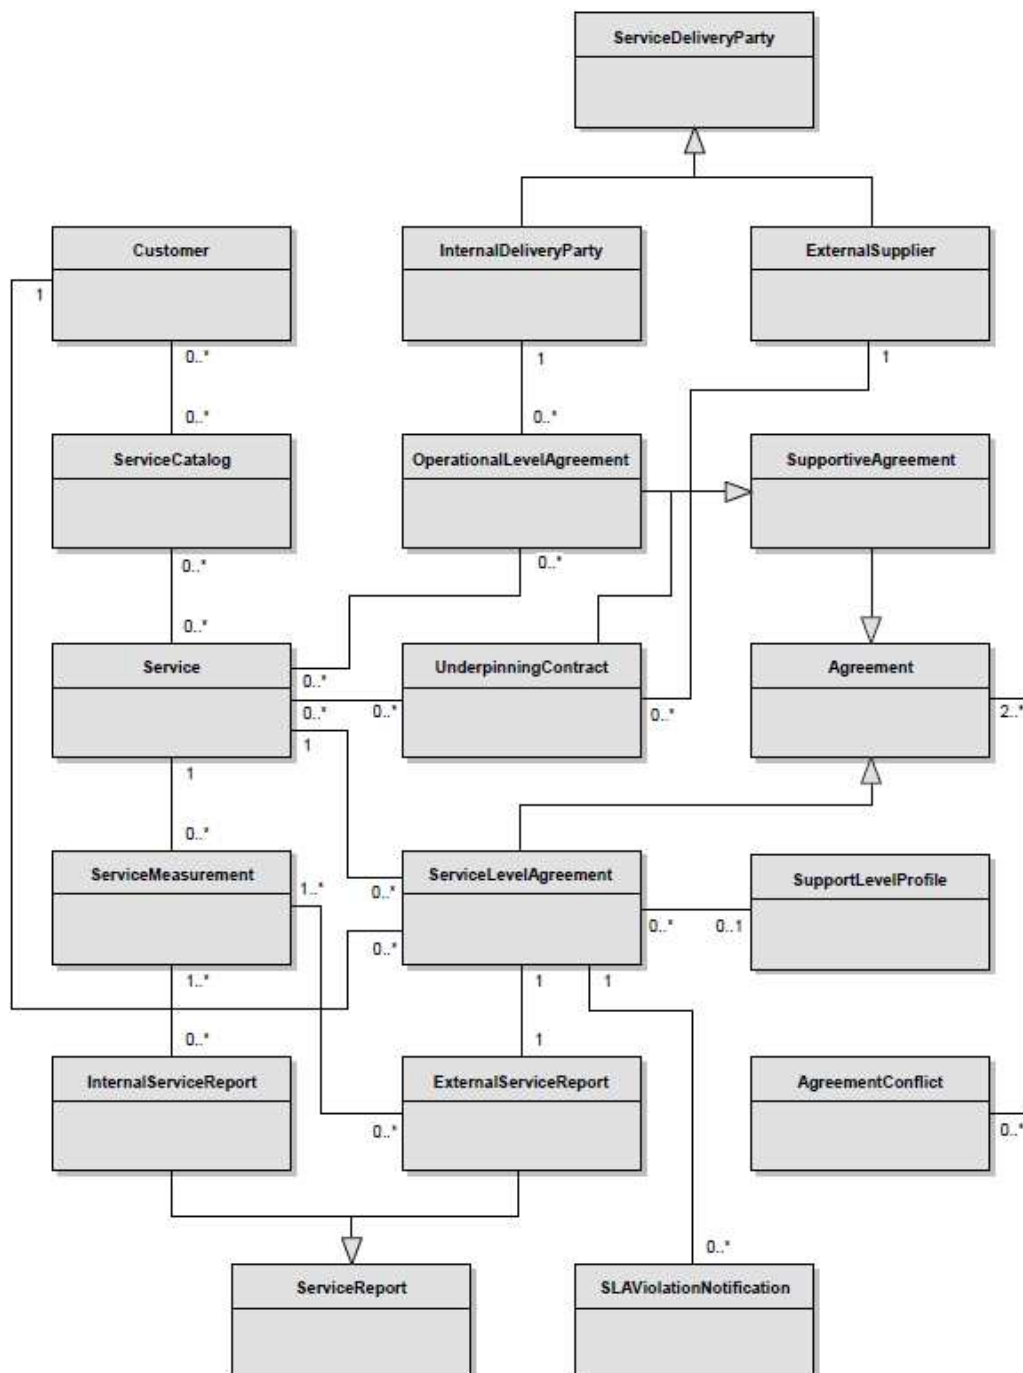 ServiceDeliveryParty
Customer
InternalDeliveryParty
ExternalSupplier
1
0..*
1
1
0..*
0..*
ServiceCatalog
OperationalLevelAgreement
SupportiveAgreement
0..*
0..*
0..*
Service
UnderpinningContract
Agreement
0..*
0..*
0..*
0..*
2..*
1
1
0..*
ServiceMeasurement
ServiceLevelAgreement
SupportLevelProfile
1..*
0..*
0..*
0..1
0..*
1..*
1
1
0..*
1
InternalServiceReport
ExternalServiceReport
AgreementConflict
0..*
0..*
0..*
ServiceReport
SLAViolationNotification